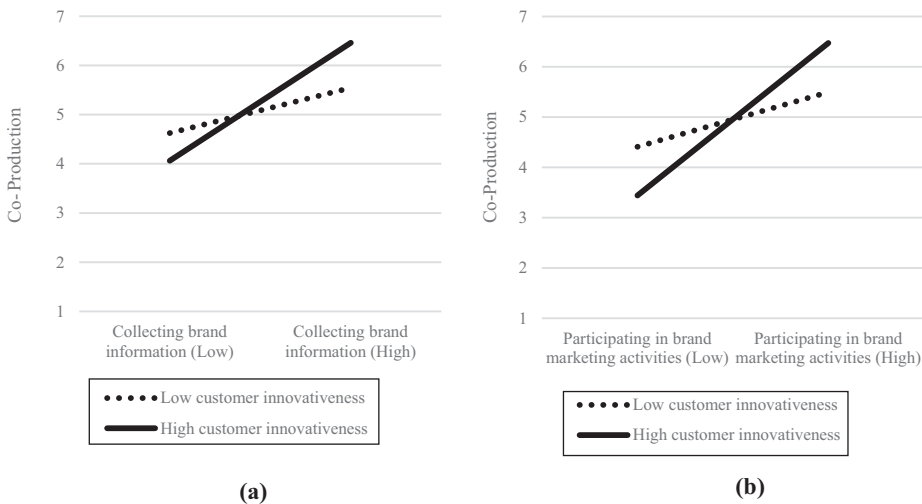 7
6
5
4
3
2
1
Co-Production
Collecting brand
information (Low)
Collecting brand
information (High)
Low customer innovativeness
High customer innovativeness
(a)
7
6
5
4
3
2
1
Co-Production
Participating in brand
marketing activities (Low)
Participating in brand
marketing activities (High)
Low customer innovativeness
High customer innovativeness
(b)